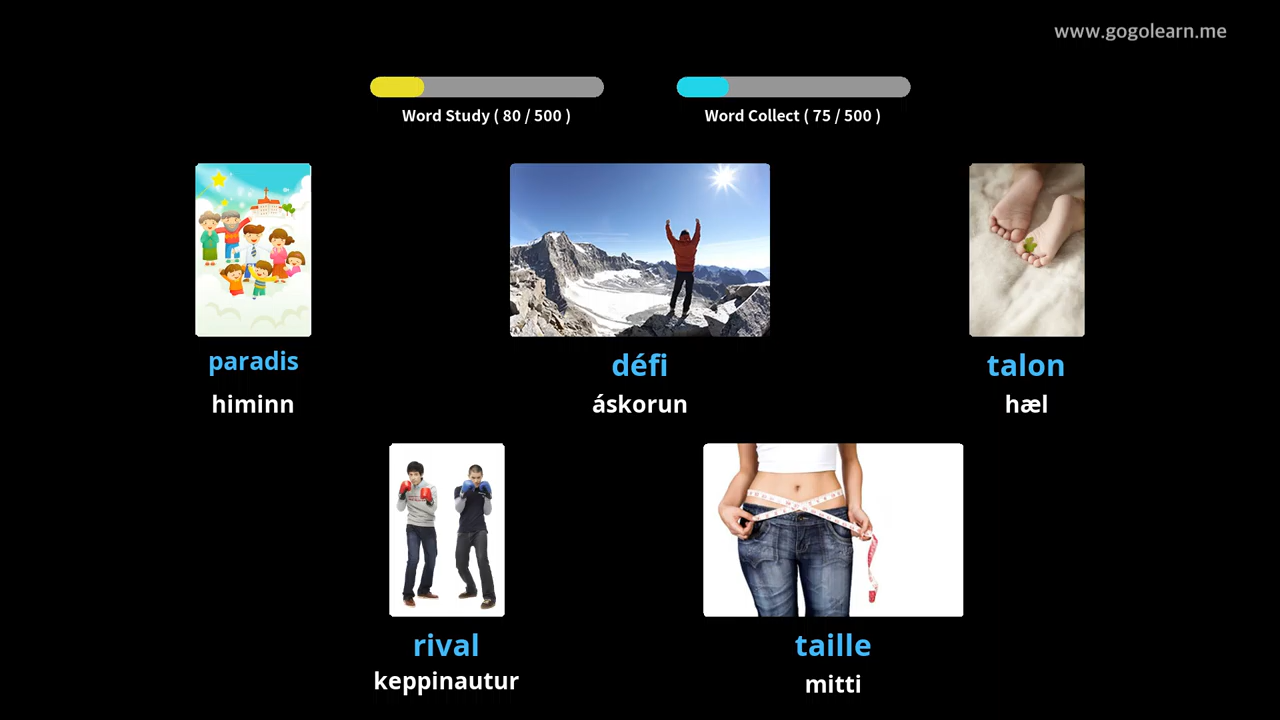 www.gogolearn.me
Word Study ( 80 / 500 )
Word Collect ( 75 / 500 )
paradis
défi
talon
himinn
áskorun
hæl
rival
taille
keppinautur
mitti